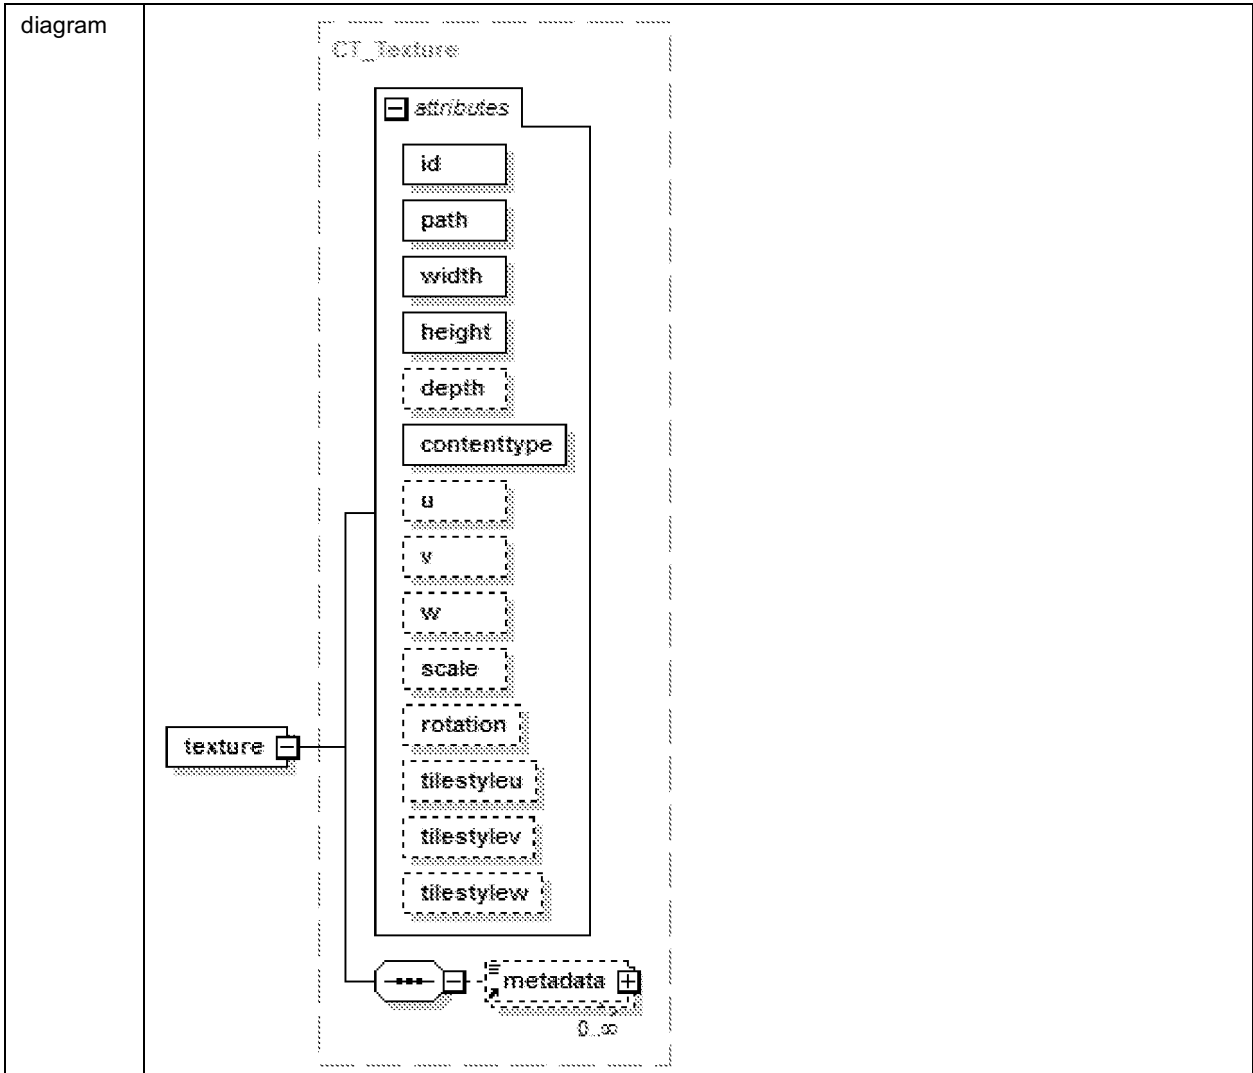 diagram
CT_Texture
attributes
id
path
width
height
depth
contenttype
u
v
w
scale
rotation
texture
tilestyleu
tilestylev
tilestylew
metadata
0..∞